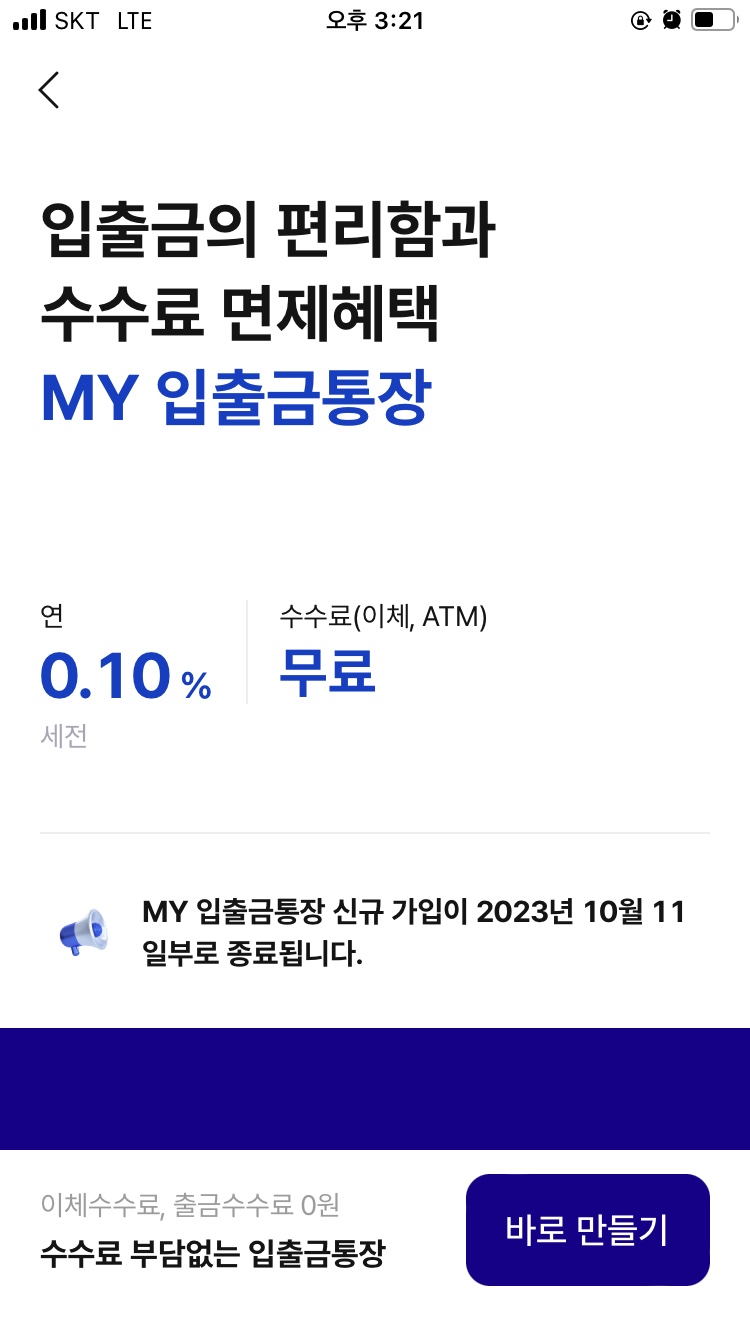 SKT LTE 오후 3:21
입출금의 편리함과
수수료 면제혜택
MY 입출금통장
연
0.10 %
세전
수수료(이체, ATM)
무료
MY 입출금통장 신규 가입이 2023년 10월 11
일부로 종료됩니다.
이체수수료, 출금수수료 0원
수수료 부담없는 입출금통장
바로 만들기